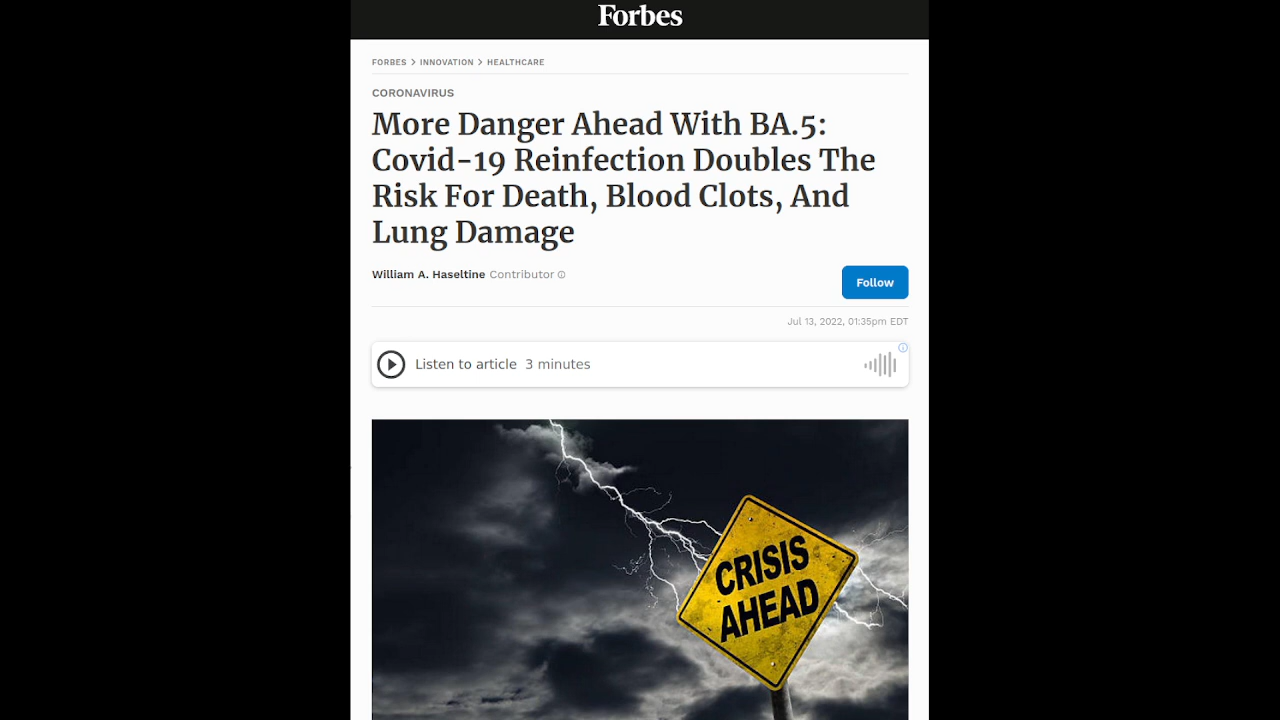 Forbes
FORBES > INNOVATION > HEALTHCARE
CORONAVIRUS
More Danger Ahead With BA.5:
Covid-19 Reinfection Doubles The
Risk For Death, Blood Clots, And
Lung Damage
William A. Haseltine Contributor
Follow
Jul 13, 2022, 01:35pm EDT
Listen to article 3 minutes
CRISIS
AHEAD